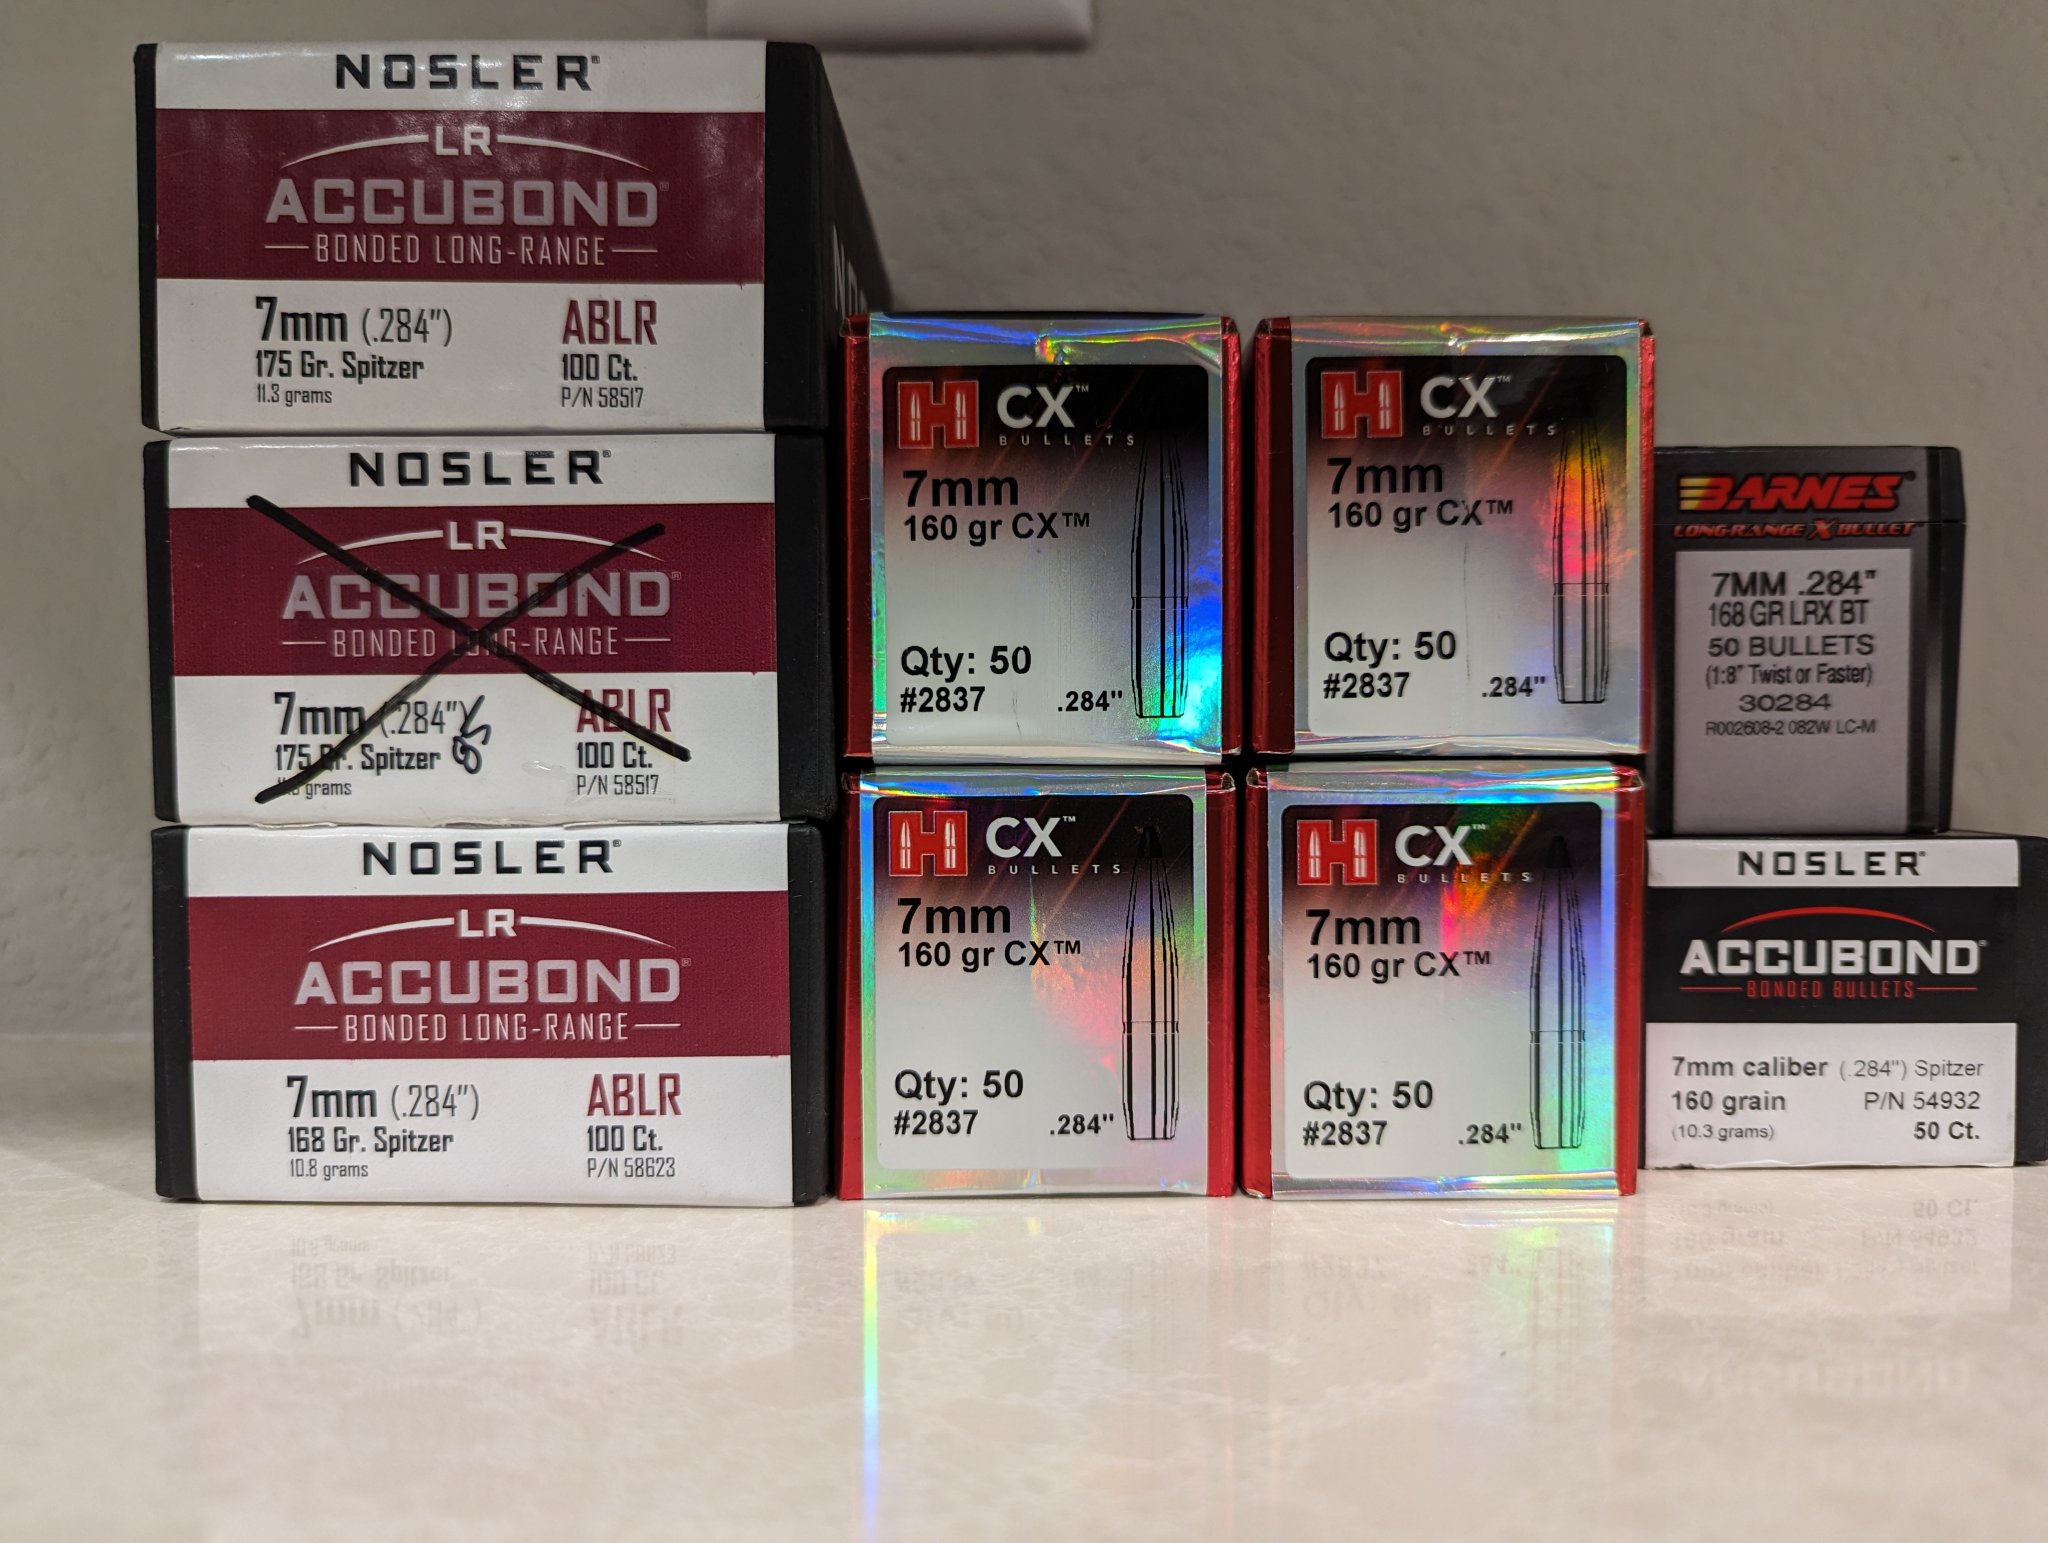 NOSLER®
LR
ACCUBOND®
BONDED LONG-RANGE
7mm (.284") ABLR
175 Gr. Spitzer 100 Ct.
11.3 grams P/N 58517
NOSLER®
LR
ACCUBOND®
BONDED LONG-RANGE
7mm (.284") ABLR
175 Gr. Spitzer 100 Ct.
grams P/N 58517
NOSLER®
LR
ACCUBOND®
BONDED LONG-RANGE
7mm (.284") ABLR
168 Gr. Spitzer 100 Ct.
10.8 grams P/N 58623
H CX™
BULLETS
7mm
160 gr CX™
Qty: 50
#2837 .284"
H CX™
BULLETS
7mm
160 gr CX™
Qty: 50
#2837 .284"
H CX™
BULLETS
7mm
160 gr CX™
Qty: 50
#2837 .284"
H CX™
BULLETS
7mm
160 gr CX™
Qty: 50
#2837 .284"
BARNES®
LONG-RANGE X BULLET™
7MM .284"
168 GR LRX BT
50 BULLETS
(1:8" Twist or Faster)
30284
R002608-2 082W LC-M
NOSLER®
ACCUBOND®
BONDED BULLETS
7mm caliber (.284") Spitzer
160 grain P/N 54932
(10.3 grams) 50 Ct.